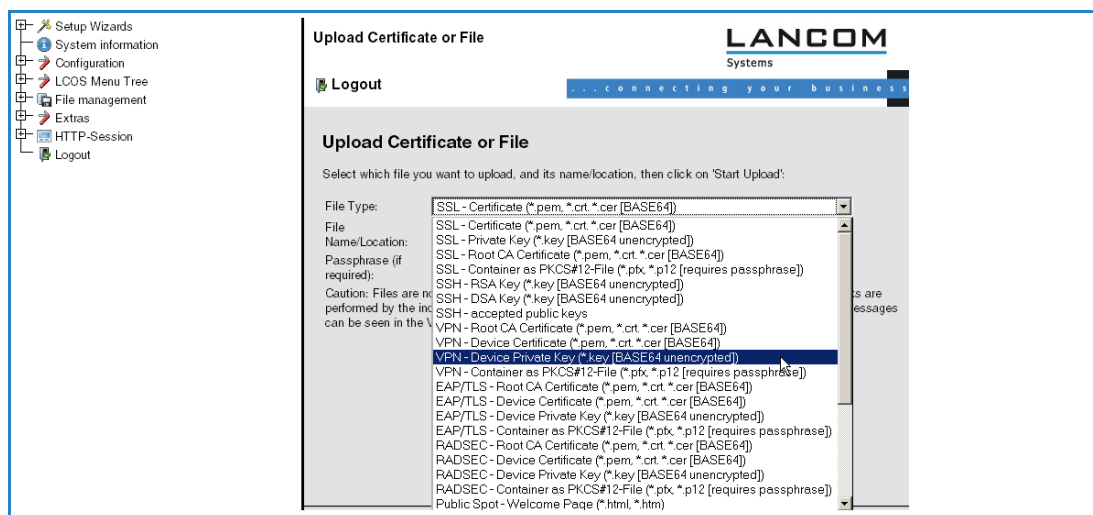 Setup Wizards
System information
Configuration
LCOS Menu Tree
File management
Extras
HTTP-Session
Logout
Upload Certificate or File
LANCOM
Systems
Logout
...connecting your business
Upload Certificate or File
Select which file you want to upload, and its name/location, then click on 'Start Upload':
File Type:
SSL - Certificate (*.pem, *.crt. *.cer [BASE64])
File
Name/Location:
Passphrase (if
required):
Caution: Files are
performed by the
can be seen in the
s are
essages
SSL - Certificate (*.pem, *.crt. *.cer [BASE64])
SSL - Private Key (*.key [BASE64 unencrypted])
SSL - Root CA Certificate (*.pem, *.crt. *.cer [BASE64])
SSL - Container as PKCS#12-File (*.pfx, *.p12 [requires passphrase])
SSH - RSA Key (*.key [BASE64 unencrypted])
SSH - DSA Key (*.key [BASE64 unencrypted])
SSH - accepted public keys
VPN - Root CA Certificate (*.pem, *.crt. *.cer [BASE64])
VPN - Device Certificate (*.pem, *.crt. *.cer [BASE64])
VPN - Device Private Key (*.key [BASE64 unencrypted])
VPN - Container as PKCS#12-File (*.pfx, *.p12 [requires passphrase])
EAP/TLS - Root CA Certificate (*.pem, *.crt. *.cer [BASE64])
EAP/TLS - Device Certificate (*.pem, *.crt. *.cer [BASE64])
EAP/TLS - Device Private Key (*.key [BASE64 unencrypted])
EAP/TLS - Container as PKCS#12-File (*.pfx, *.p12 [requires passphrase])
RADSEC - Root CA Certificate (*.pem, *.crt. *.cer [BASE64])
RADSEC - Device Certificate (*.pem, *.crt. *.cer [BASE64])
RADSEC - Device Private Key (*.key [BASE64 unencrypted])
RADSEC - Container as PKCS#12-File (*.pfx, *.p12 [requires passphrase])
Public Spot - Welcome Page (*.html, *.htm)